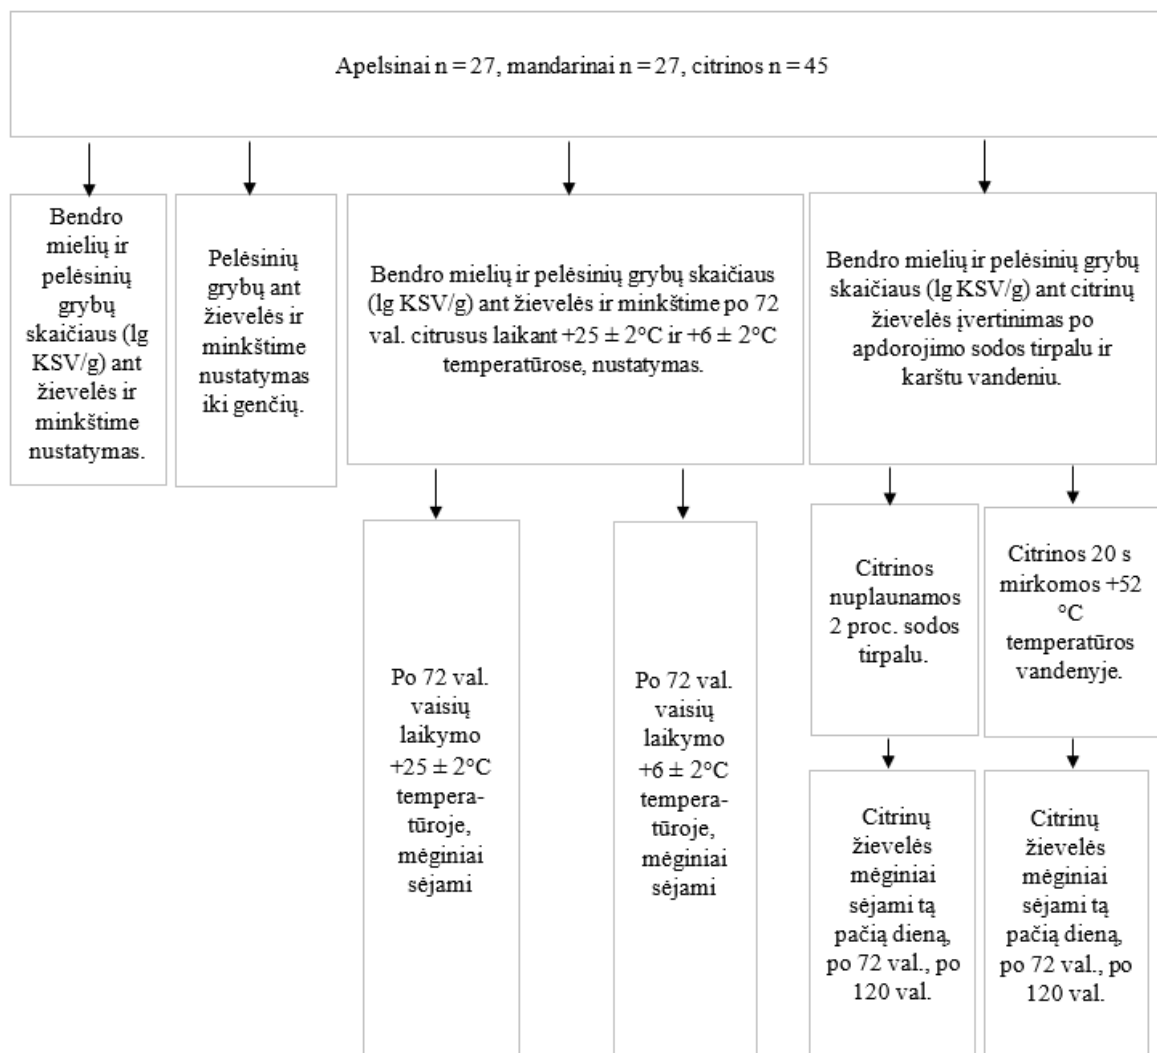 Apelsinai n = 27, mandarinai n = 27, citrinos n = 45
Bendro
mielių ir
pelėsinių
grybų
skaičiaus (lg
KSV/g) ant
žievelės ir
minkštime
nustatymas.
Pelėsinių
grybų ant
žievelės ir
minkštime
nustatymas
iki genčių.
Bendro mielių ir pelėsinių grybų skaičiaus
(lg KSV/g) ant žievelės ir minkštime po 72
val. citrusus laikant +25 ± 2°C ir +6 ± 2°C
temperatūrose, nustatymas.
Bendro mielių ir pelėsinių grybų
skaičiaus (lg KSV/g) ant citrinų
žievelės įvertinimas po
apdorojimo sodos tirpalu ir
karštu vandeniu.
Po 72 val.
vaisių
laikymo
+25 ± 2°C
tempera-
tūroje,
mėginiai
sėjami
Po 72 val.
vaisių
laikymo
+6 ± 2°C
tempera-
tūroje,
mėginiai
sėjami
Citrinos
nuplaunamos
2 proc. sodos
tirpalu.
Citrinos 20 s
mirkomos +52
°C
temperatūros
vandenyje.
Citrinų
žievelės
mėginiai
sėjami tą
pačią dieną,
po 72 val., po
120 val.
Citrinų
žievelės
mėginiai
sėjami tą
pačią dieną,
po 72 val., po
120 val.